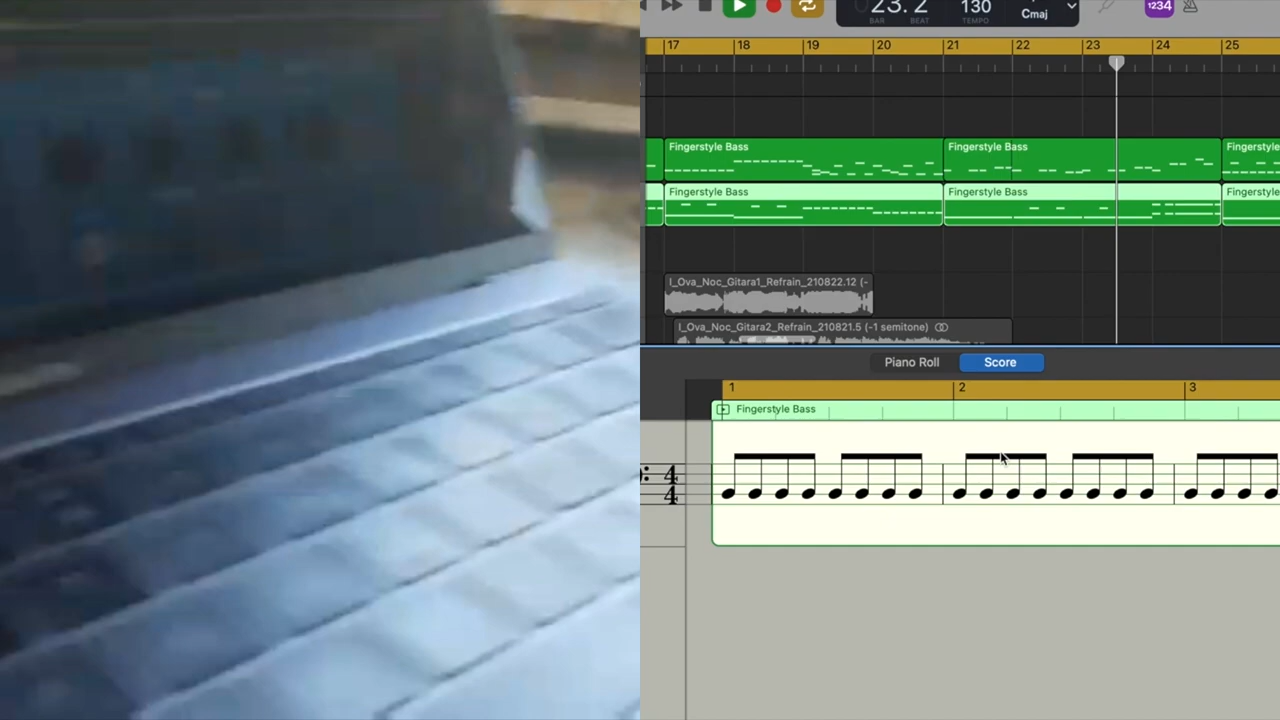 23.2
130
Cmaj
1234
BAR
BEAT
TEMPO
17 18 19 20 21 22 23 24 25
Fingerstyle Bass
Fingerstyle Bass
Fingerstyle
Fingerstyle Bass
Fingerstyle Bass
Fingerstyle
I_Ova_Noc_Gitara1_Refrain_210822.12 (-
I_Ova_Noc_Gitara2_Refrain_210821.5 (-1 semitone)
Piano Roll
Score
1 2 3
Fingerstyle Bass
4
4